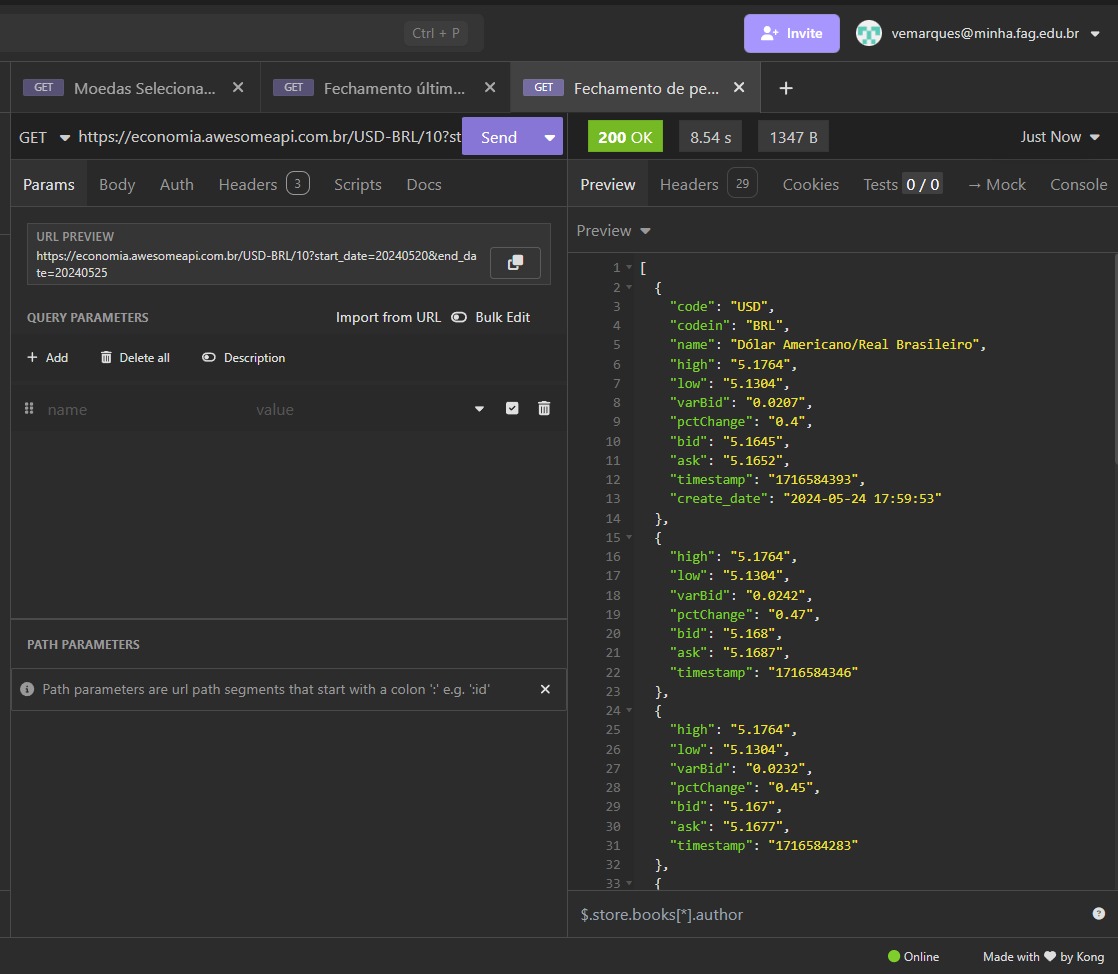 Ctrl + P
Invite
vemarques@minha.fag.edu.br
GET Moedas Seleciona...
GET Fechamento últim...
GET Fechamento de pe...
GET https://economia.awesomeapi.com.br/USD-BRL/10?st
Send
200 OK
8.54 s
1347 B
Just Now
Params Body Auth Headers 3 Scripts Docs
Preview Headers 29 Cookies Tests 0 / 0 → Mock Console
URL PREVIEW
https://economia.awesomeapi.com.br/USD-BRL/10?start_date=20240520&end_da
te=20240525
QUERY PARAMETERS
Import from URL Bulk Edit
+ Add Delete all Description
name value
PATH PARAMETERS
Path parameters are url path segments that start with a colon ':' e.g. ':id'
Preview
1 [
2 {
3 "code": "USD",
4 "codein": "BRL",
5 "name": "Dólar Americano/Real Brasileiro",
6 "high": "5.1764",
7 "low": "5.1304",
8 "varBid": "0.0207",
9 "pctChange": "0.4",
10 "bid": "5.1645",
11 "ask": "5.1652",
12 "timestamp": "1716584393",
13 "create_date": "2024-05-24 17:59:53"
14 },
15 {
16 "high": "5.1764",
17 "low": "5.1304",
18 "varBid": "0.0242",
19 "pctChange": "0.47",
20 "bid": "5.168",
21 "ask": "5.1687",
22 "timestamp": "1716584346"
23 },
24 {
25 "high": "5.1764",
26 "low": "5.1304",
27 "varBid": "0.0232",
28 "pctChange": "0.45",
29 "bid": "5.167",
30 "ask": "5.1677",
31 "timestamp": "1716584283"
32 },
33 {
$.store.books[*].author
Online
Made with ♥ by Kong